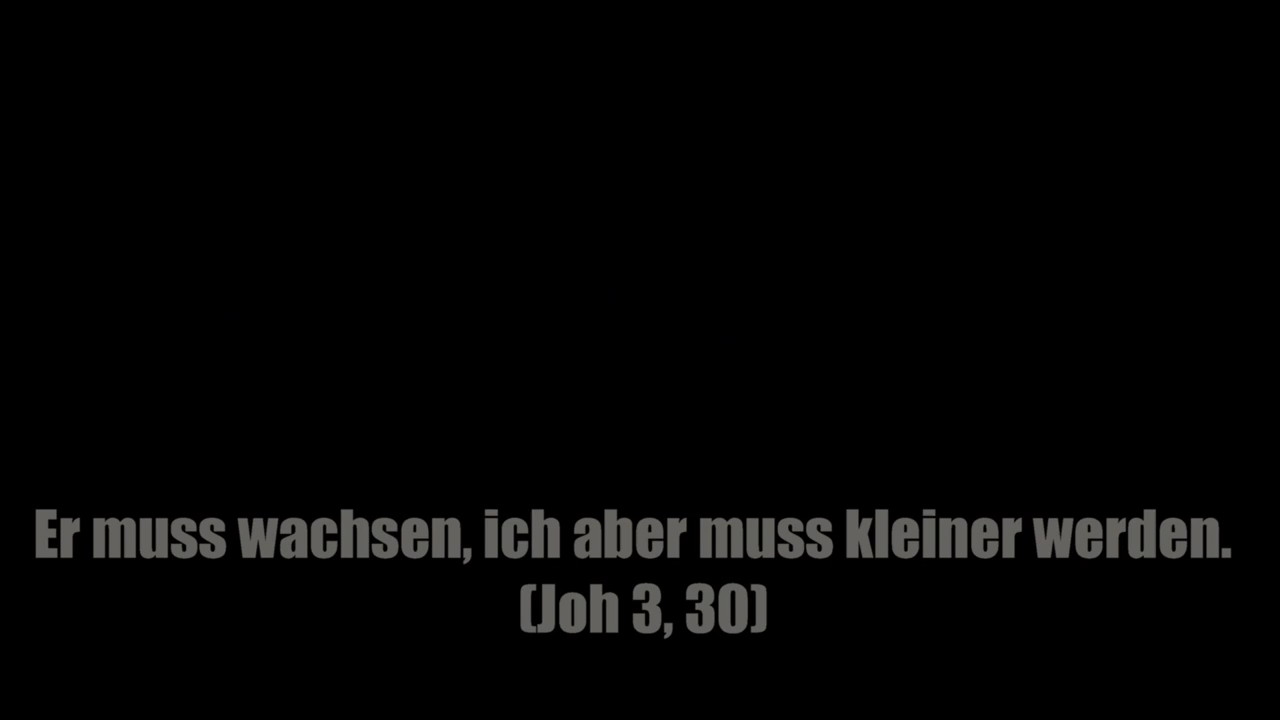 Er muss wachsen, ich aber muss kleiner werden.
(Joh 3, 30)